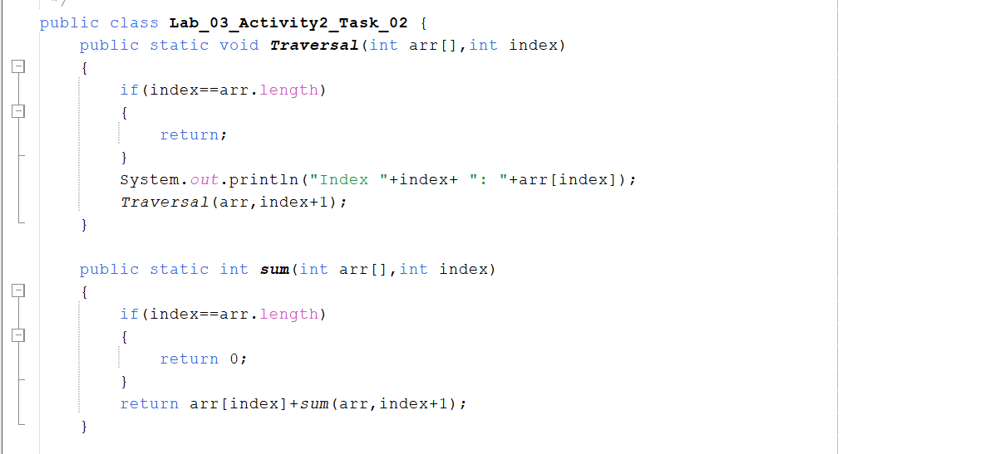 */
public class Lab_03_Activity2_Task_02 {
    public static void Traversal(int arr[],int index)
    {
        if(index==arr.length)
        {
            return;
        }
        System.out.println("Index "+index+ ": "+arr[index]);
        Traversal(arr,index+1);
    }

    public static int sum(int arr[],int index)
    {
        if(index==arr.length)
        {
            return 0;
        }
        return arr[index]+sum(arr,index+1);
    }